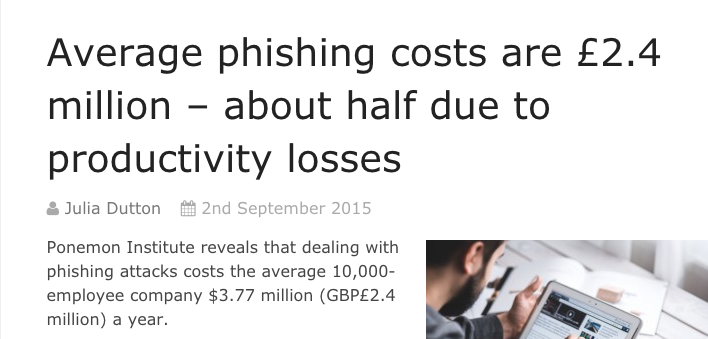 Average phishing costs are £2.4
million – about half due to
productivity losses
Julia Dutton 2nd September 2015
Ponemon Institute reveals that dealing with
phishing attacks costs the average 10,000-
employee company $3.77 million (GBP£2.4
million) a year.